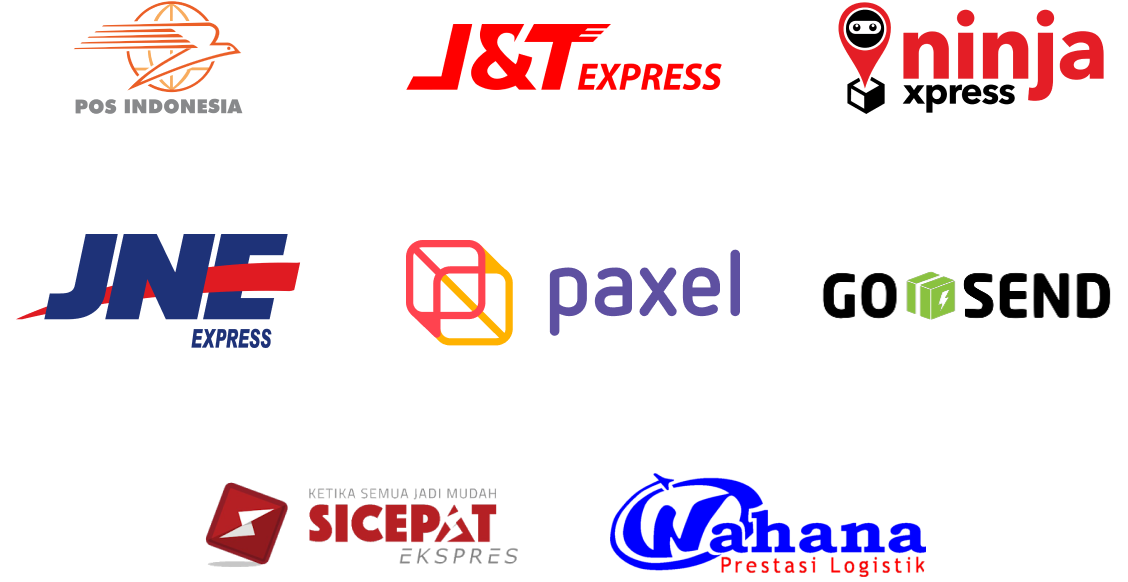 POS INDONESIA
J&T EXPRESS
ninja
xpress
JNE
EXPRESS
paxel
GO SEND
KETIKA SEMUA JADI MUDAH
SICEPAT
EKSPRES
Wahana
Prestasi Logistik